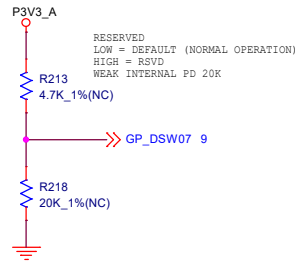 P3V3_A
RESERVED
LOW = DEFAULT (NORMAL OPERATION)
HIGH = RSVD
WEAK INTERNAL PD 20K
R213
4.7K_1%(NC)
GP_DSW07 9
R218
20K_1%(NC)